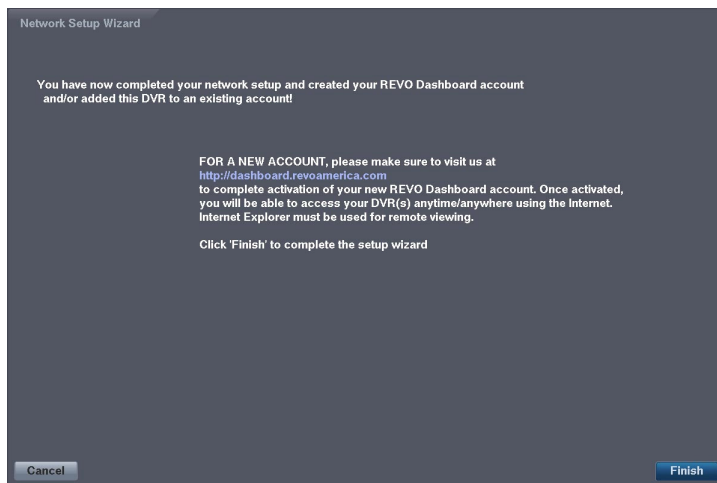 Network Setup Wizard
You have now completed your network setup and created your REVO Dashboard account
and/or added this DVR to an existing account!
FOR A NEW ACCOUNT, please make sure to visit us at
http://dashboard.revoamerica.com
to complete activation of your new REVO Dashboard account. Once activated,
you will be able to access your DVR(s) anytime/anywhere using the Internet.
Internet Explorer must be used for remote viewing.
Click 'Finish' to complete the setup wizard
Cancel
Finish